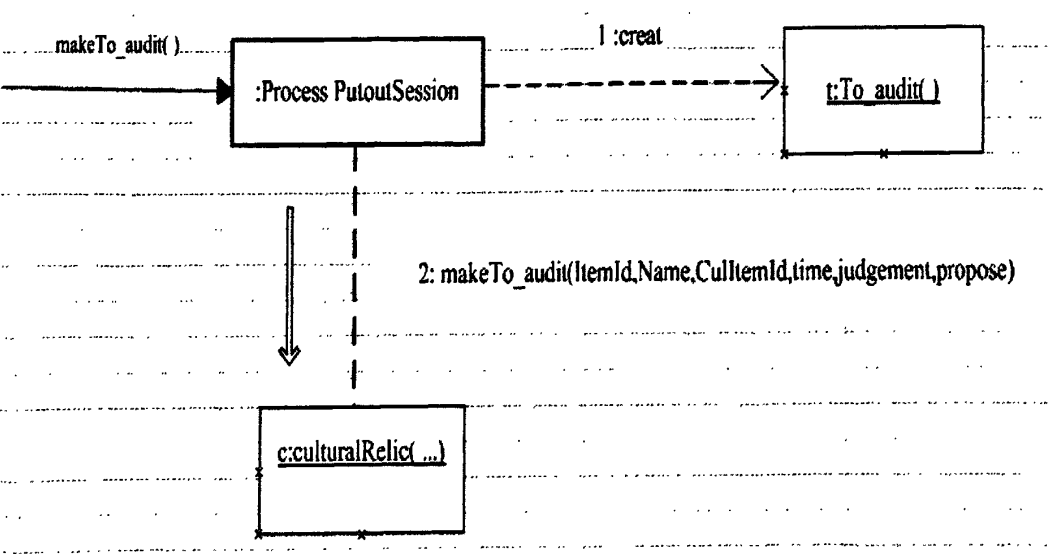 makeTo_audit( )
1 :creat
:Process PutoutSession
t:To_audit( )
2: makeTo_audit(ItemId,Name,CulItemId,time,judgement,propose)
c:culturalRelic( ...)